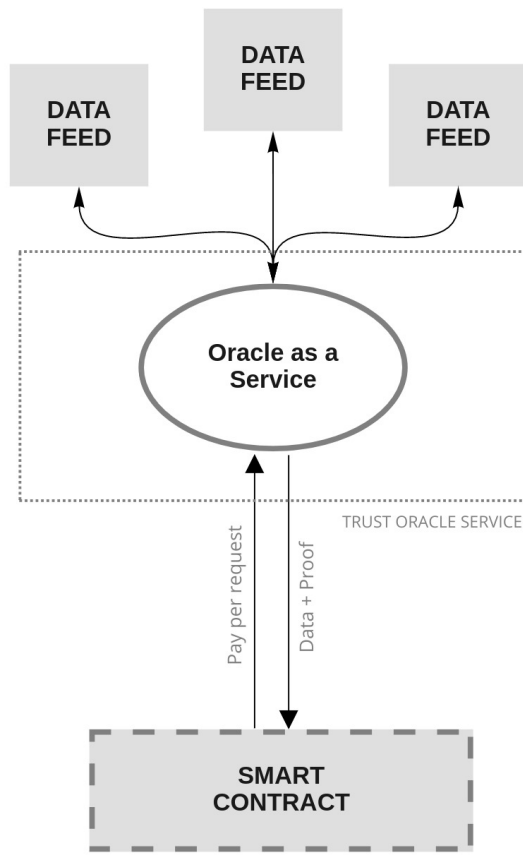 DATA
FEED
DATA
FEED
DATA
FEED
Oracle as a
Service
TRUST ORACLE SERVICE
Pay per request
Data + Proof
SMART
CONTRACT